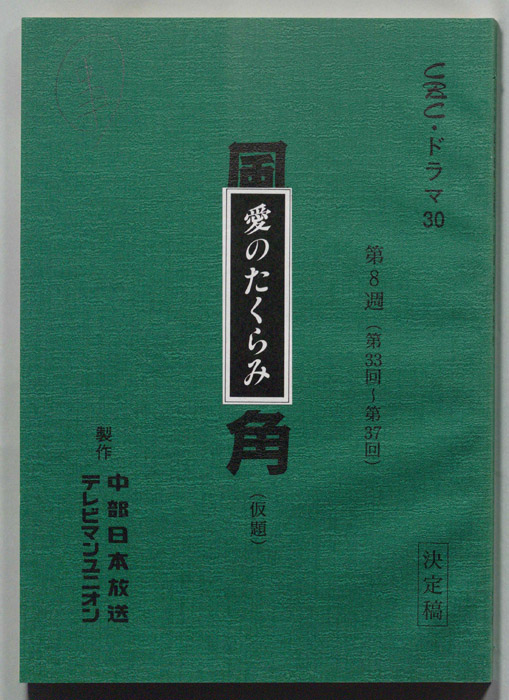 CBC・ドラマ30
第8週（第33回〜第37回）
愛のたくらみ
角
（仮題）
決定稿
製作
中部日本放送
テレビマンユニオン